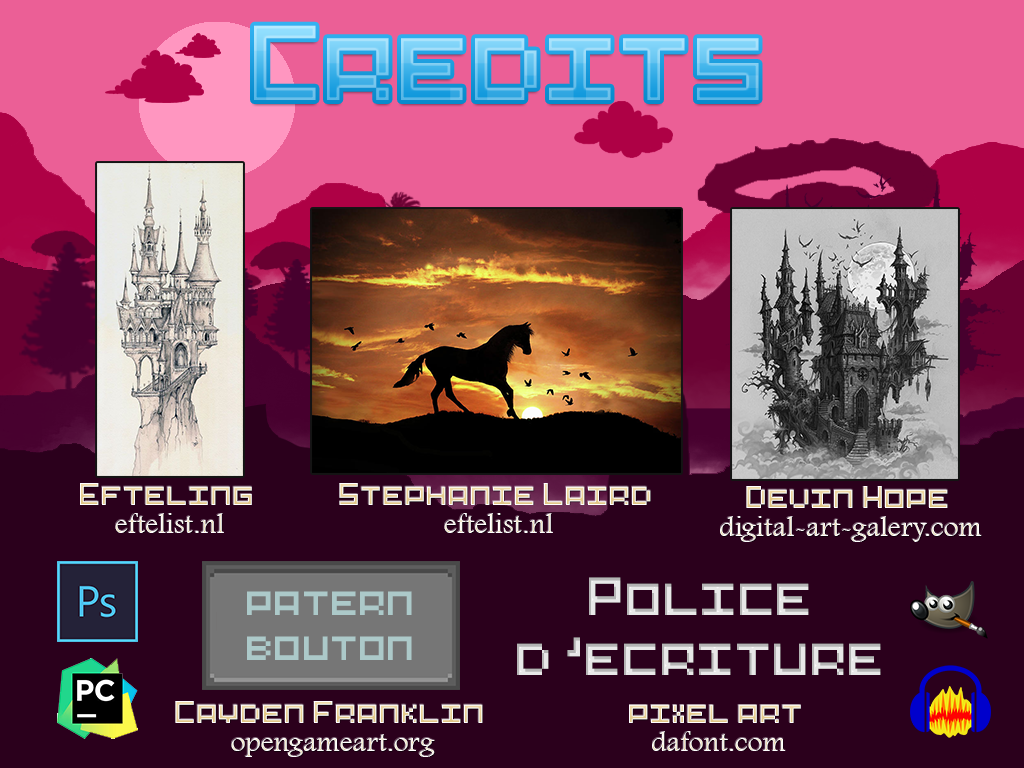 Credits
Efteling
eftelist.nl
Stephanie Laird
eftelist.nl
Devin Hope
digital-art-galery.com
Ps
PATERN
BOUTON
Police
d'ecriture
PC
Cayden Franklin
opengameart.org
pixel art
dafont.com